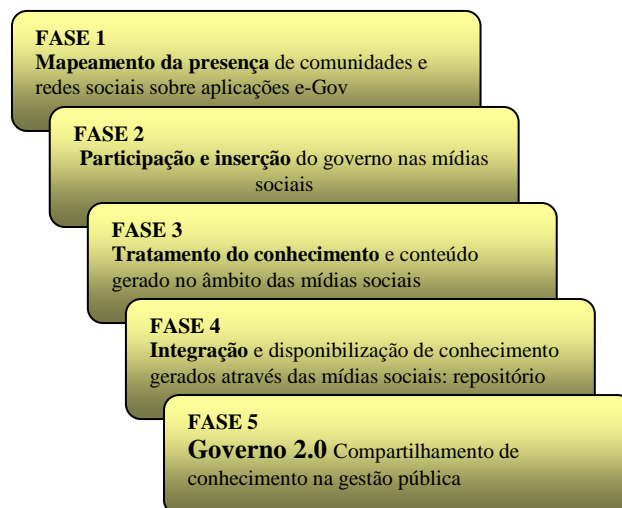 FASE 1
Mapeamento da presença de comunidades e
redes sociais sobre aplicações e-Gov
FASE 2
Participação e inserção do governo nas mídias
sociais
FASE 3
Tratamento do conhecimento e conteúdo
gerado no âmbito das mídias sociais
FASE 4
Integração e disponibilização de conhecimento
gerados através das mídias sociais: repositório
FASE 5
Governo 2.0 Compartilhamento de
conhecimento na gestão pública